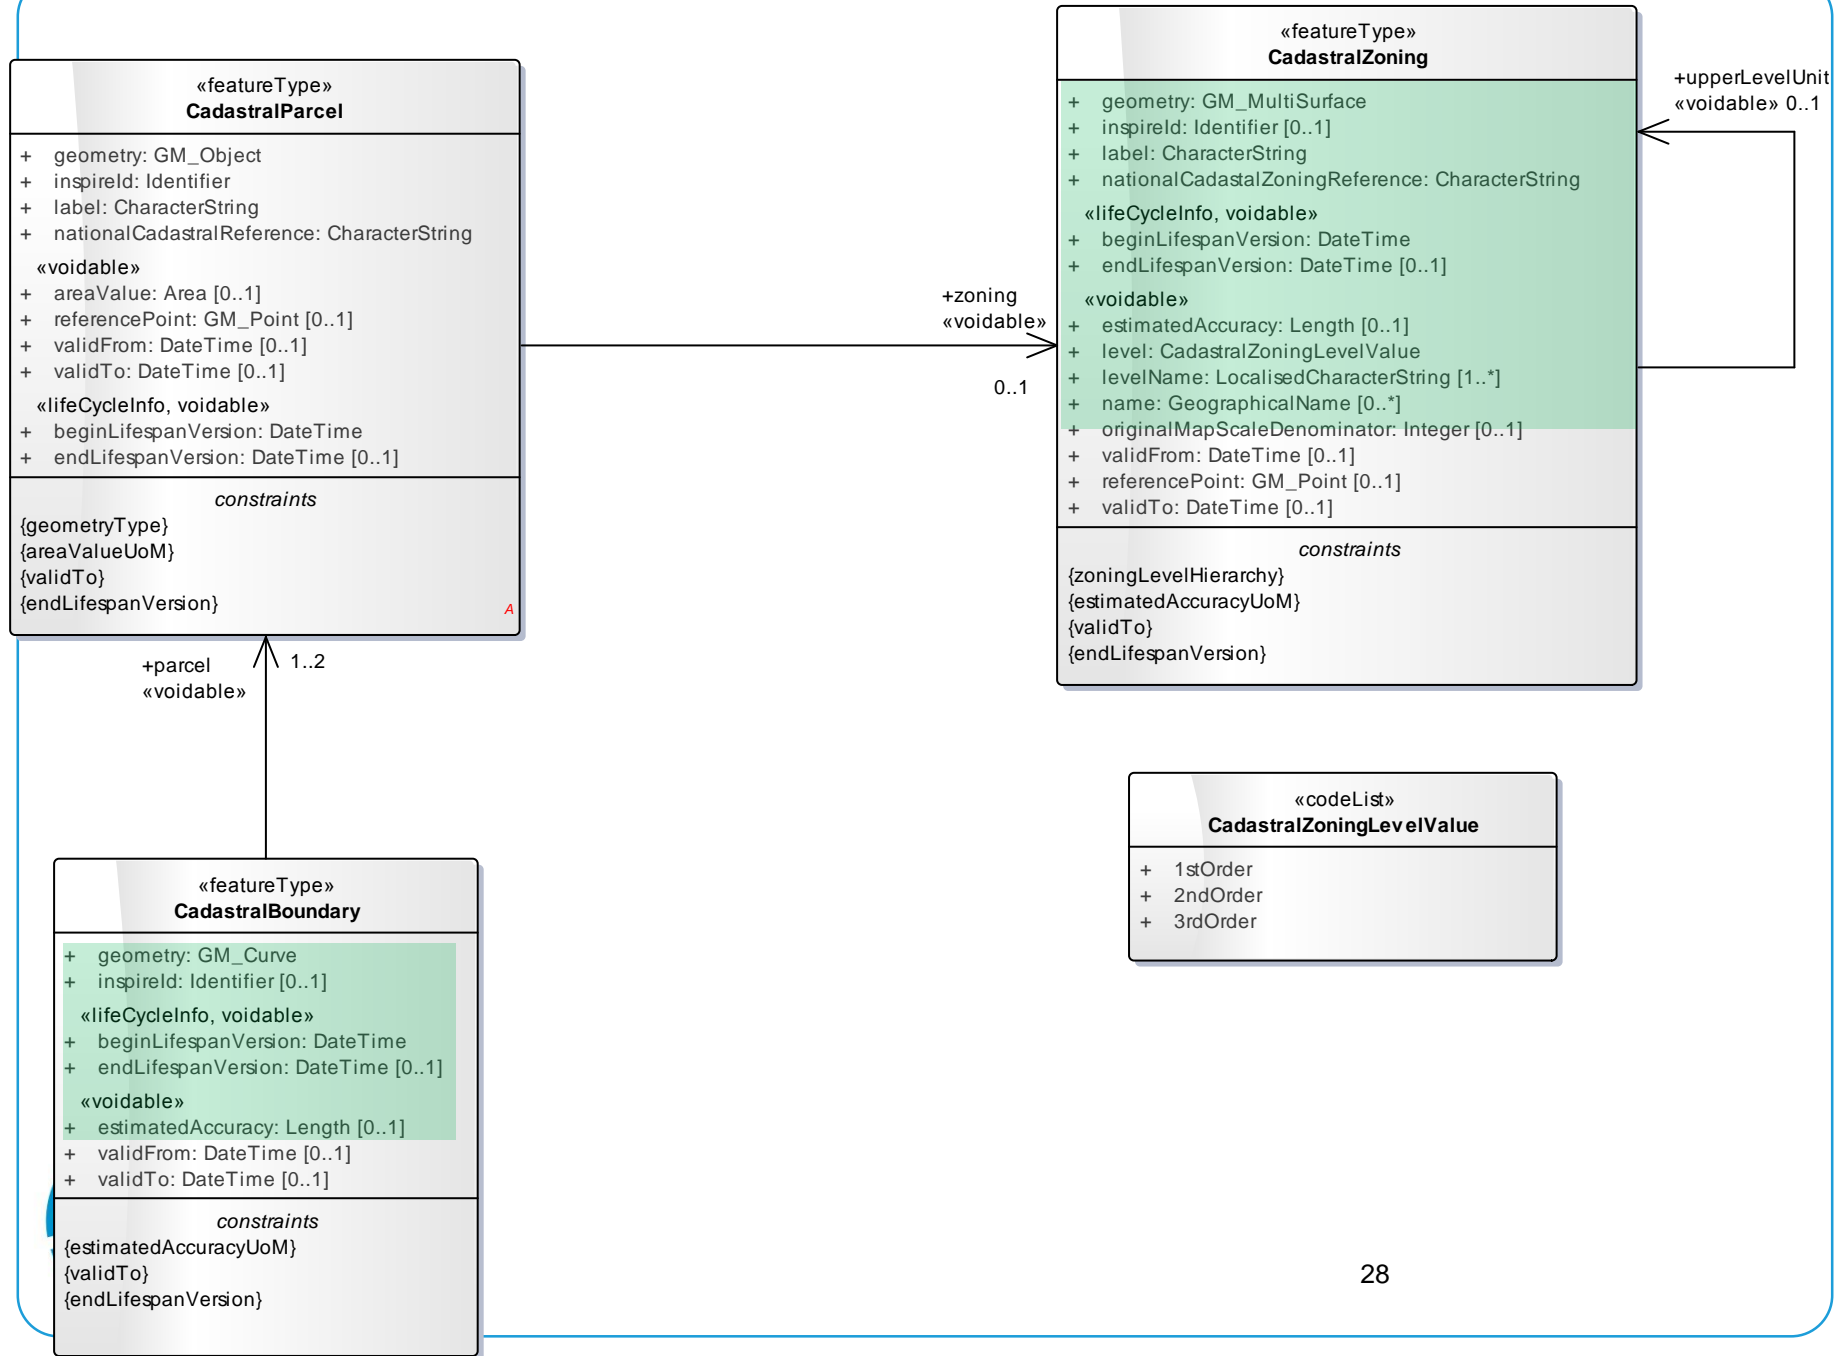 «featureType»
CadastralParcel
+ geometry: GM_Object
+ inspireId: Identifier
+ label: CharacterString
+ nationalCadastralReference: CharacterString
«voidable»
+ areaValue: Area [0..1]
+ referencePoint: GM_Point [0..1]
+ validFrom: DateTime [0..1]
+ validTo: DateTime [0..1]
«lifeCycleInfo, voidable»
+ beginLifespanVersion: DateTime
+ endLifespanVersion: DateTime [0..1]
constraints
{geometryType}
{areaValueUoM}
{validTo}
{endLifespanVersion}
A
+zoning
«voidable»
0..1
«featureType»
CadastralZoning
+ geometry: GM_MultiSurface
+ inspireId: Identifier [0..1]
+ label: CharacterString
+ nationalCadastalZoningReference: CharacterString
«lifeCycleInfo, voidable»
+ beginLifespanVersion: DateTime
+ endLifespanVersion: DateTime [0..1]
«voidable»
+ estimatedAccuracy: Length [0..1]
+ level: CadastralZoningLevelValue
+ levelName: LocalisedCharacterString [1..*]
+ name: GeographicalName [0..*]
+ originalMapScaleDenominator: Integer [0..1]
+ validFrom: DateTime [0..1]
+ referencePoint: GM_Point [0..1]
+ validTo: DateTime [0..1]
constraints
{zoningLevelHierarchy}
{estimatedAccuracyUoM}
{validTo}
{endLifespanVersion}
+upperLevelUnit
«voidable» 0..1
+parcel
«voidable»
1..2
«featureType»
CadastralBoundary
+ geometry: GM_Curve
+ inspireId: Identifier [0..1]
«lifeCycleInfo, voidable»
+ beginLifespanVersion: DateTime
+ endLifespanVersion: DateTime [0..1]
«voidable»
+ estimatedAccuracy: Length [0..1]
+ validFrom: DateTime [0..1]
+ validTo: DateTime [0..1]
constraints
{estimatedAccuracyUoM}
{validTo}
{endLifespanVersion}
«codeList»
CadastralZoningLevelValue
+ 1stOrder
+ 2ndOrder
+ 3rdOrder
28